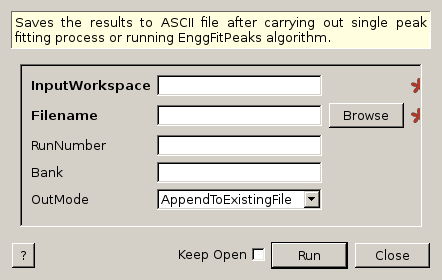 Saves the results to ASCII file after carrying out single peak
fitting process or running EnggFitPeaks algorithm.
InputWorkspace
Filename Browse
RunNumber
Bank
OutMode AppendToExistingFile
? Keep Open Run Close